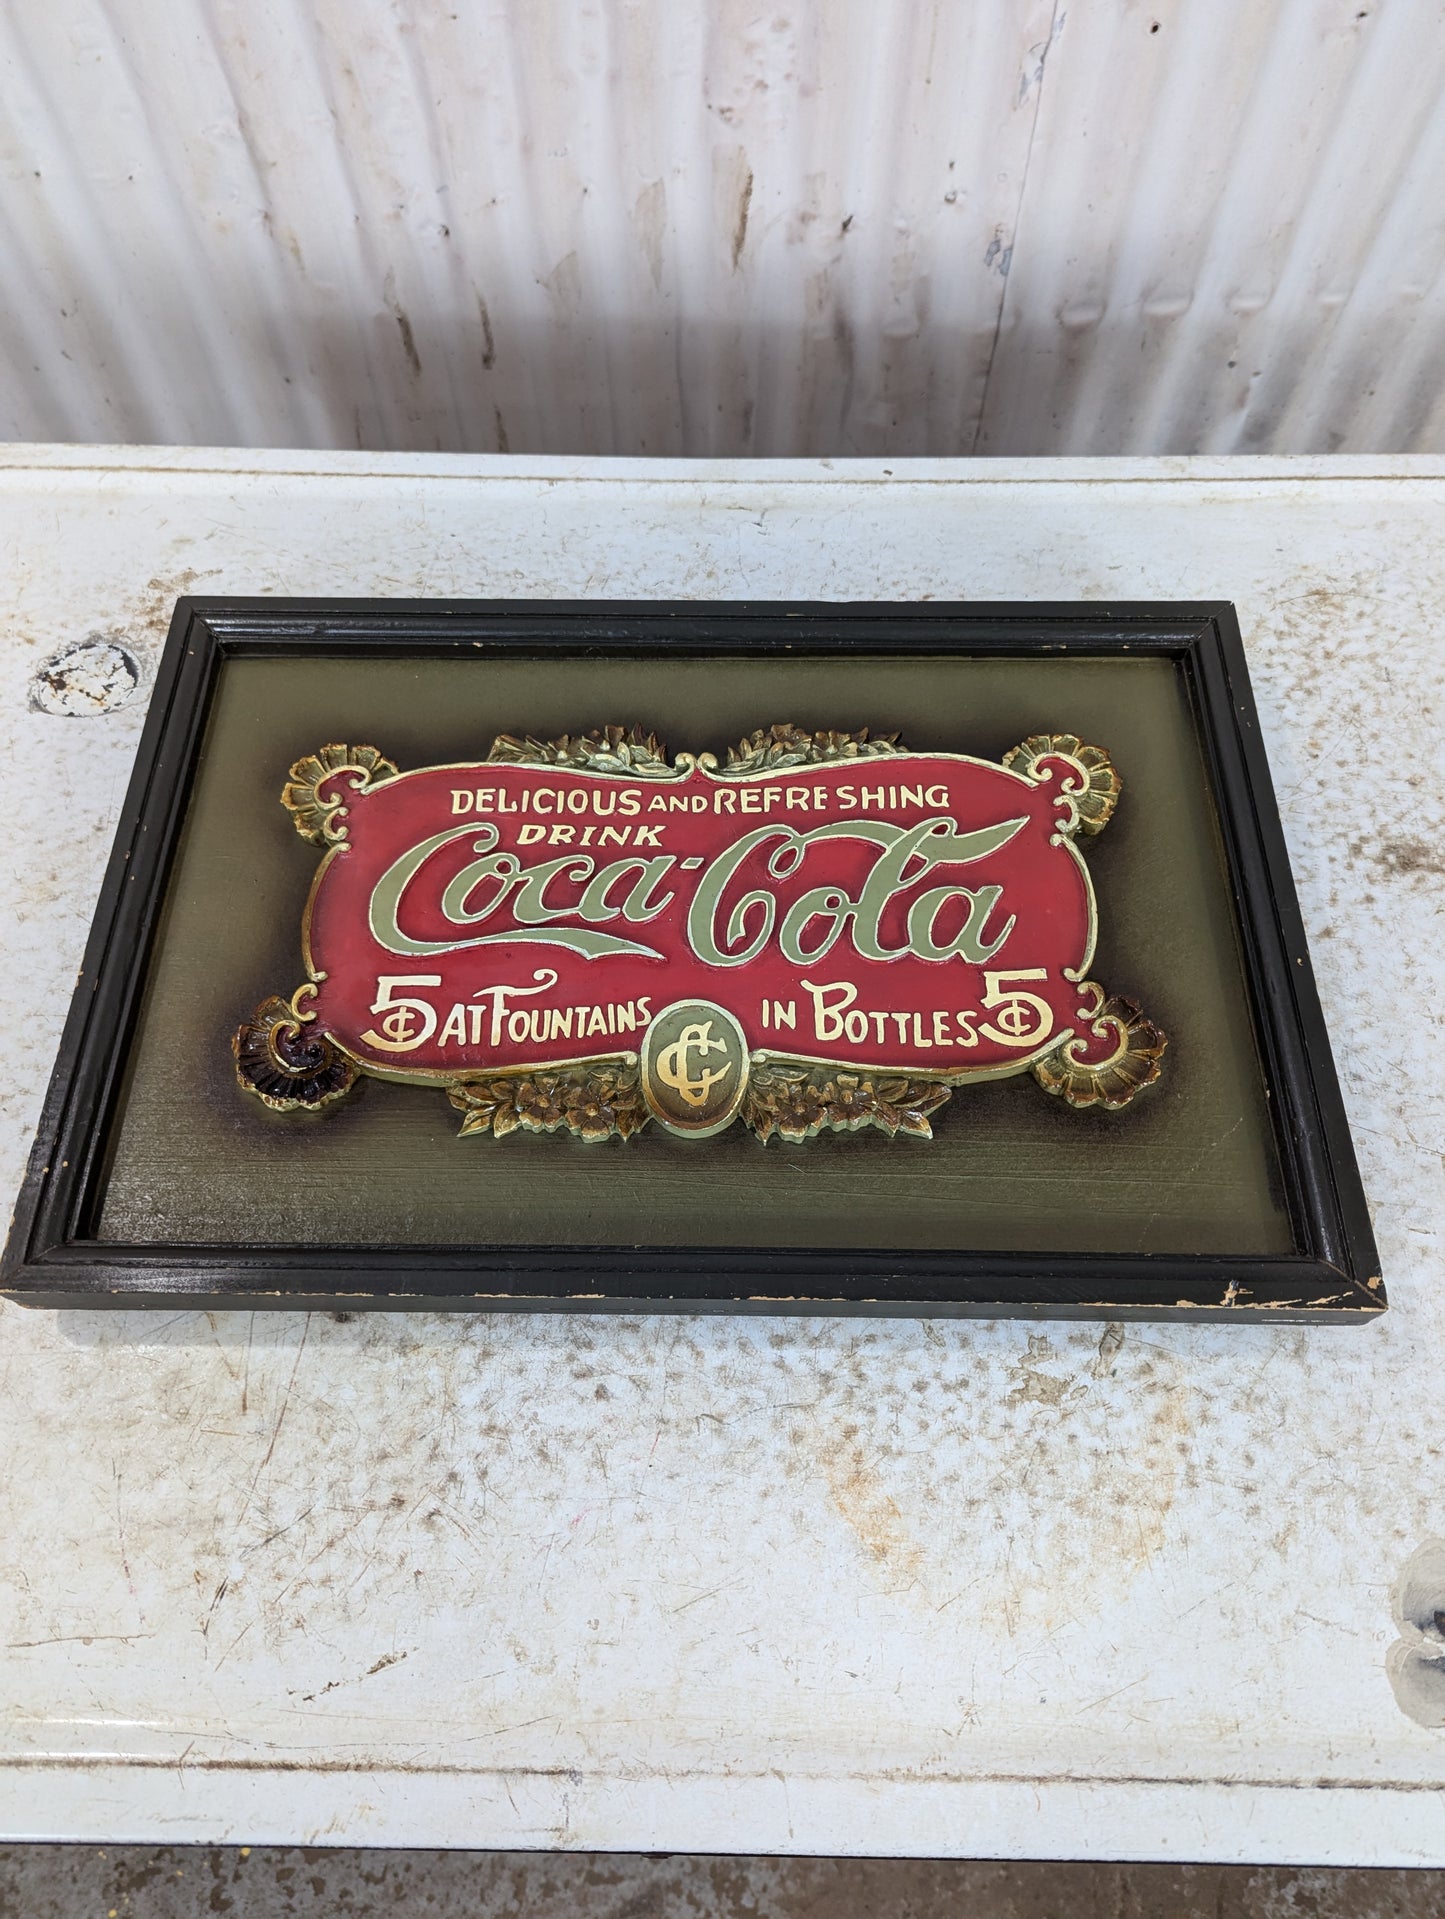 DELICIOUS AND REFRESHING
DRINK
Coca-Cola
5¢ AT FOUNTAINS IN BOTTLES 5¢
CC